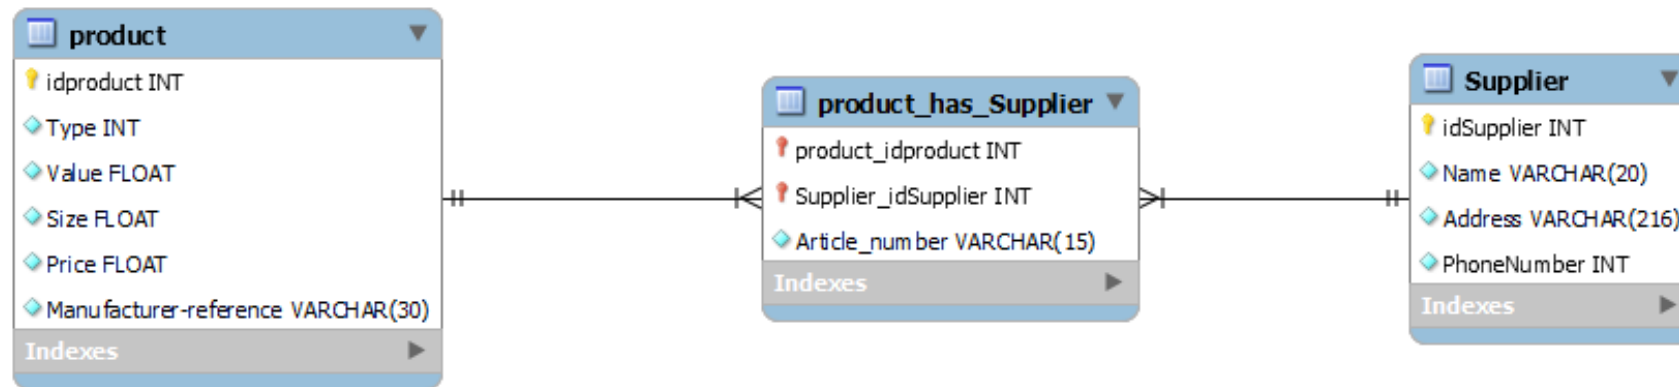 product
idproduct INT
Type INT
Value FLOAT
Size FLOAT
Price FLOAT
Manufacturer-reference VARCHAR(30)
Indexes
product_has_Supplier
product_idproduct INT
Supplier_idSupplier INT
Article_number VARCHAR(15)
Indexes
Supplier
idSupplier INT
Name VARCHAR(20)
Address VARCHAR(216)
PhoneNumber INT
Indexes